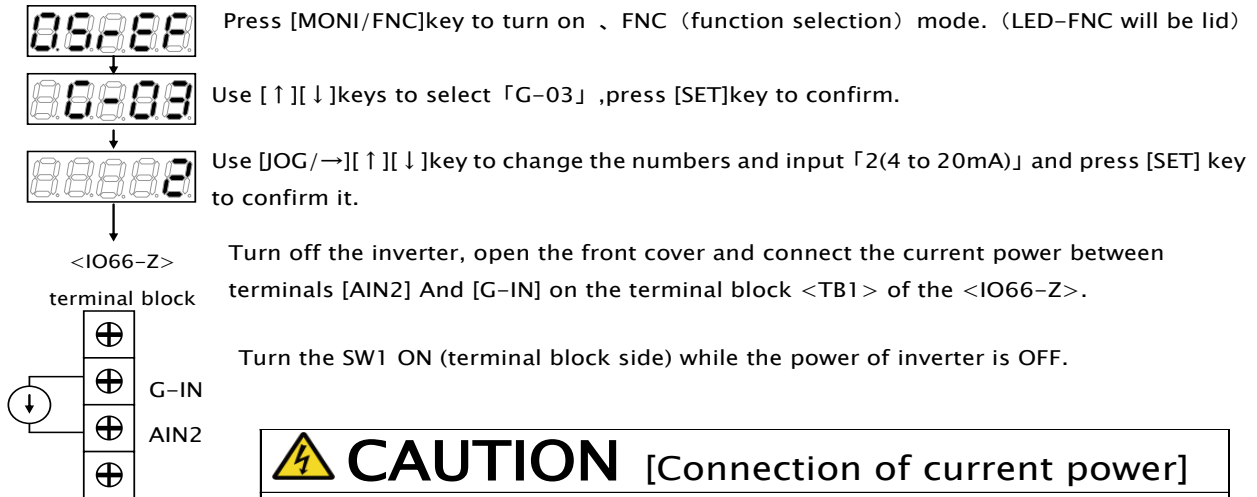 0.5rEF
Press [MONI/FNC]key to turn on 、FNC（function selection）mode.（LED-FNC will be lid）
G-03
Use [↑][↓]keys to select「G-03」,press [SET]key to confirm.
2
Use [JOG/→][↑][↓]key to change the numbers and input「2(4 to 20mA)」and press [SET] key
to confirm it.
<IO66-Z>
terminal block
Turn off the inverter, open the front cover and connect the current power between
terminals [AIN2] And [G-IN] on the terminal block <TB1> of the <IO66-Z>.
Turn the SW1 ON (terminal block side) while the power of inverter is OFF.
G-IN
AIN2
CAUTION [Connection of current power]